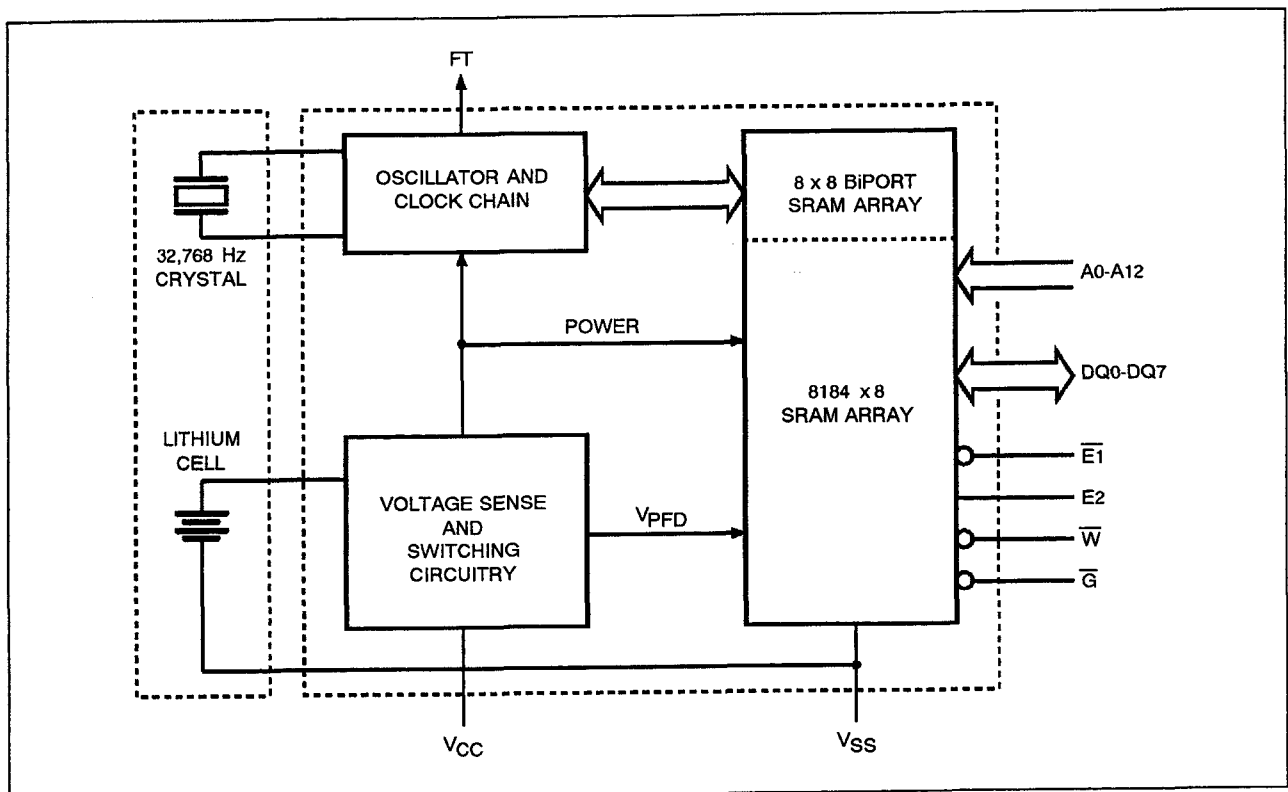 FT
OSCILLATOR AND
CLOCK CHAIN
8 x 8 BiPORT
SRAM ARRAY
32,768 Hz
CRYSTAL
A0-A12
POWER
DQ0-DQ7
8184 x 8
SRAM ARRAY
LITHIUM
CELL
E1
E2
VOLTAGE SENSE
AND
SWITCHING
CIRCUITRY
VPFD
W
G
VCC
VSS